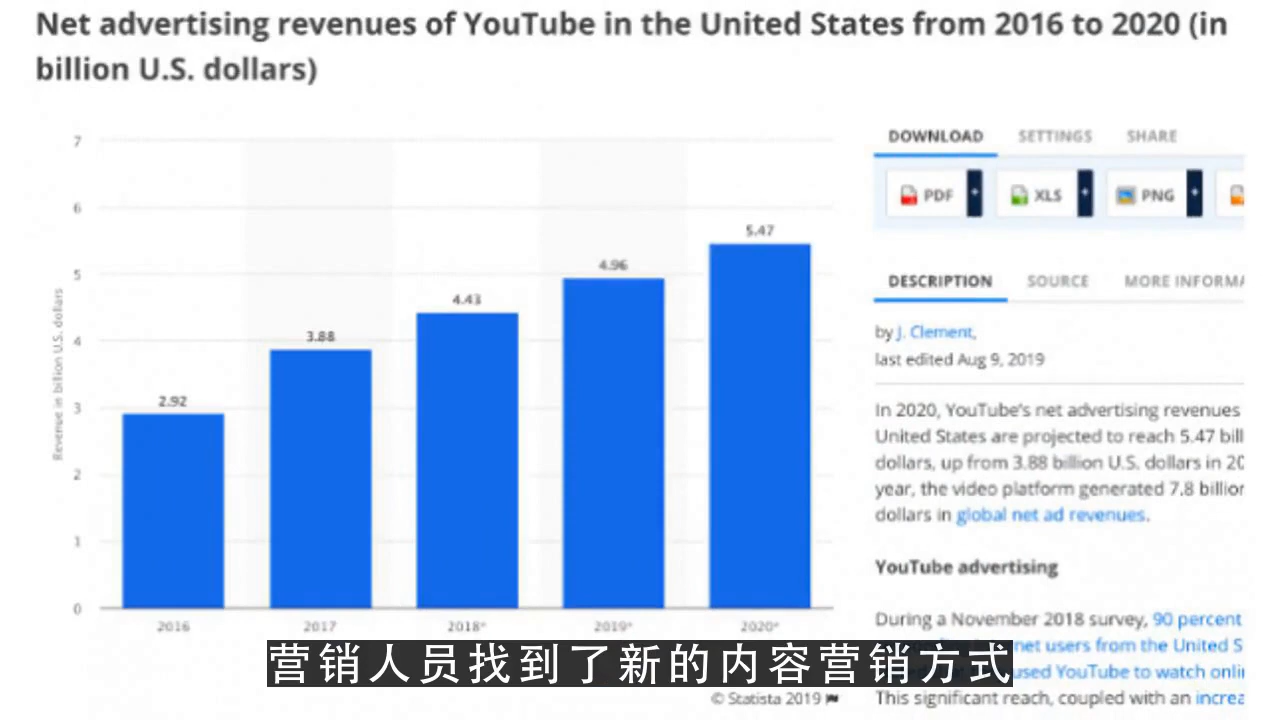 Net advertising revenues of YouTube in the United States from 2016 to 2020 (in
billion U.S. dollars)
Revenue in billion U.S. dollars
7
6
5
4
3
2
1
0
2.92
3.88
4.43
4.96
5.47
2016
2017
2018*
2019*
2020*
© Statista 2019
DOWNLOAD SETTINGS SHARE
PDF + XLS + PNG +
DESCRIPTION SOURCE MORE INFORMA
by J. Clement,
last edited Aug 9, 2019
In 2020, YouTube's net advertising revenues
United States are projected to reach 5.47 bill
dollars, up from 3.88 billion U.S. dollars in 20
year, the video platform generated 7.8 billion
dollars in global net ad revenues.
YouTube advertising
During a November 2018 survey, 90 percent
net users from the United S
used YouTube to watch onli
This significant reach, coupled with an increa
营销人员找到了新的内容营销方式